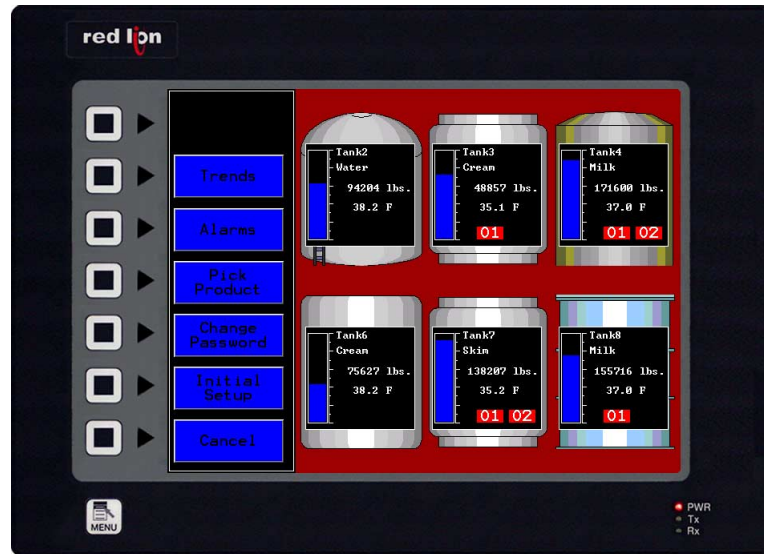 red lion
Trends
Alarms
Pick
Product
Change
Password
Initial
Setup
Cancel
Tank2
Water
94204 lbs.
38.2 F
Tank3
Cream
48857 lbs.
35.1 F
01
Tank4
Milk
171600 lbs.
37.0 F
01 02
Tank6
Cream
75627 lbs.
38.2 F
Tank7
Skim
138207 lbs.
35.2 F
01 02
Tank8
Milk
155716 lbs.
37.0 F
01
MENU
PWR
Tx
Rx